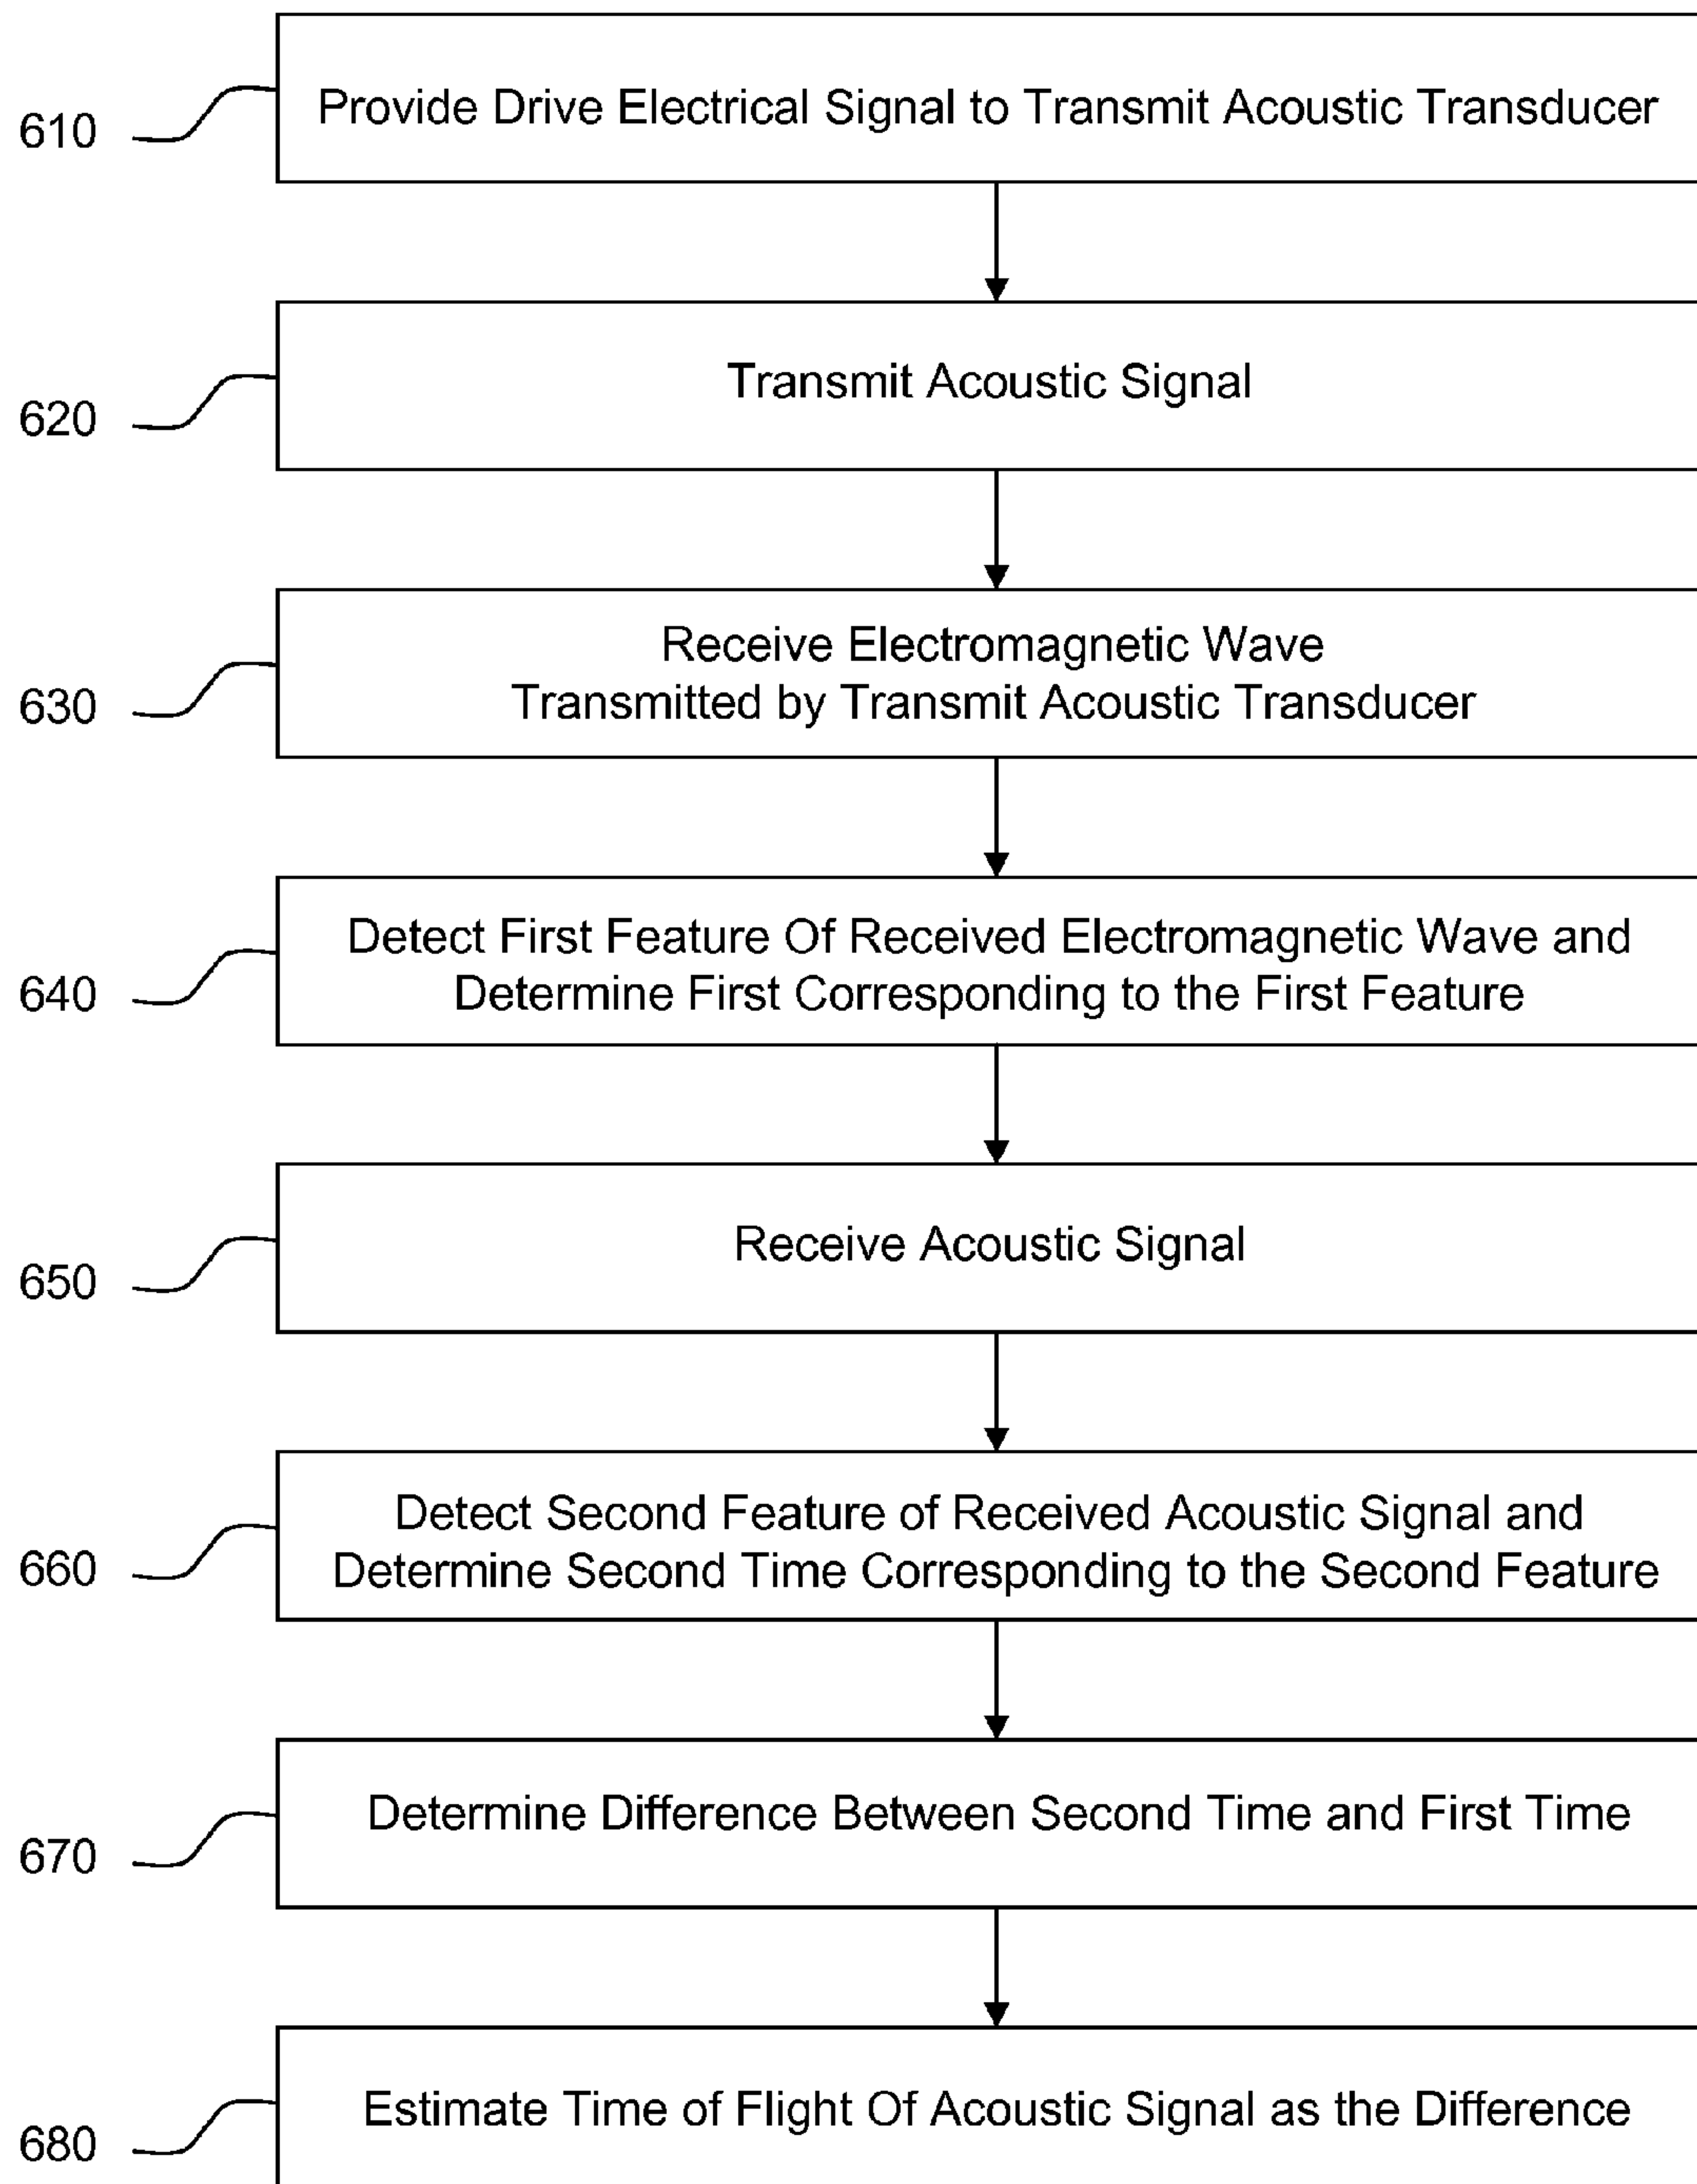 610
Provide Drive Electrical Signal to Transmit Acoustic Transducer
620
Transmit Acoustic Signal
630
Receive Electromagnetic Wave
Transmitted by Transmit Acoustic Transducer
640
Detect First Feature Of Received Electromagnetic Wave and
Determine First Corresponding to the First Feature
650
Receive Acoustic Signal
660
Detect Second Feature of Received Acoustic Signal and
Determine Second Time Corresponding to the Second Feature
670
Determine Difference Between Second Time and First Time
680
Estimate Time of Flight Of Acoustic Signal as the Difference